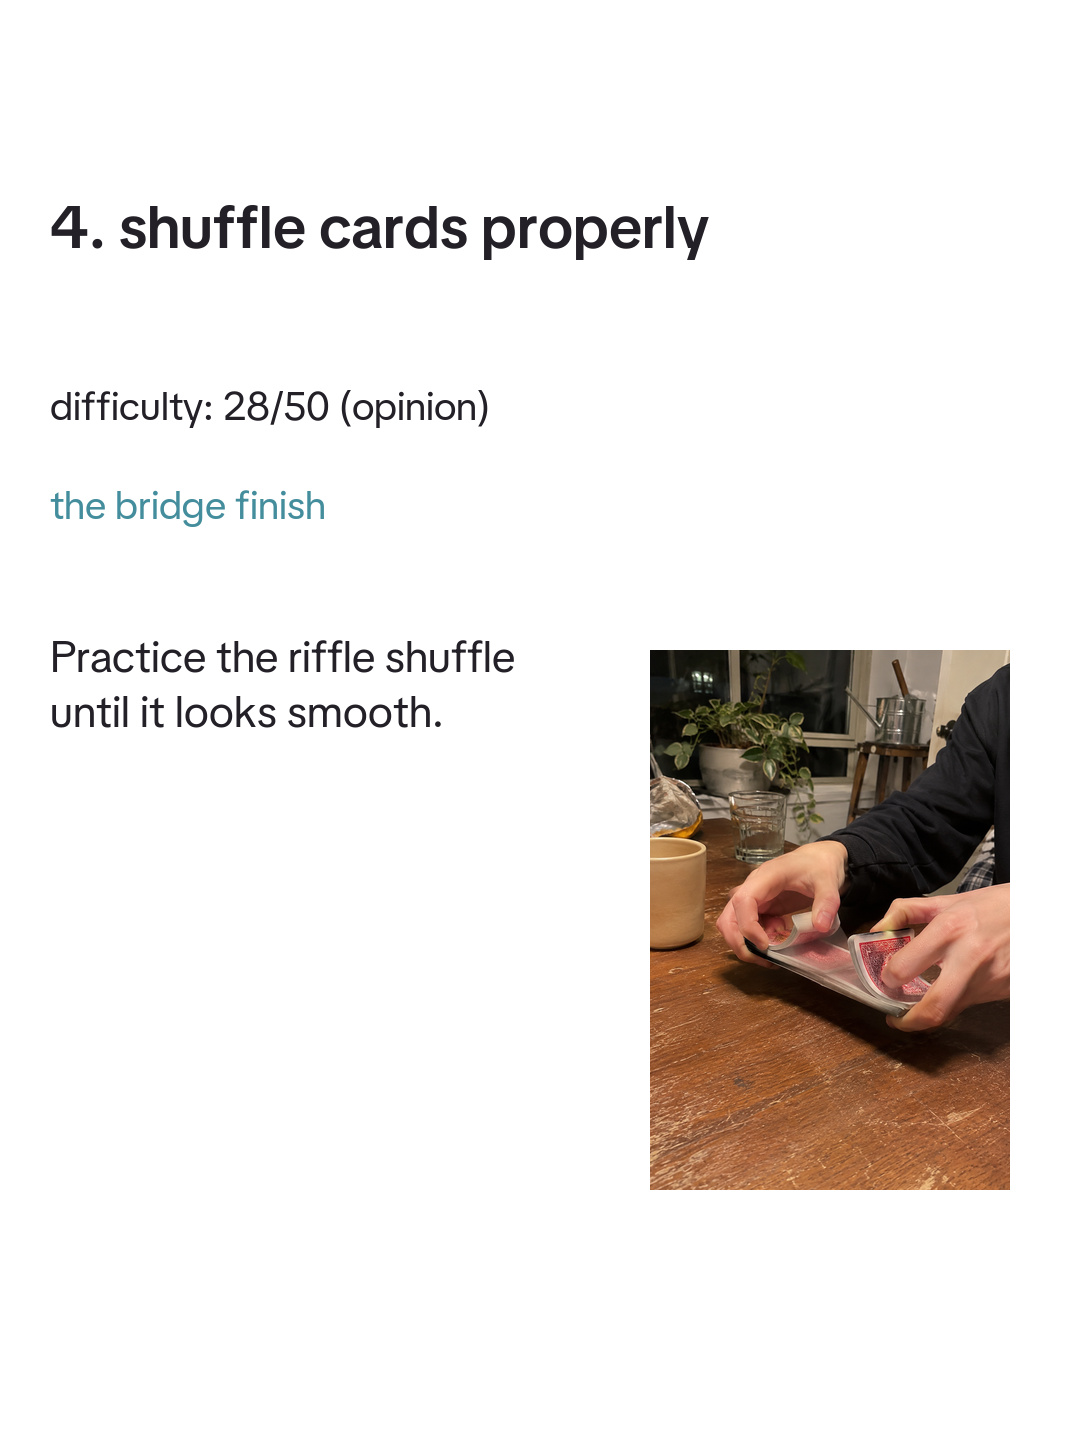 4. shuffle cards properly
difficulty: 28/50 (opinion)
the bridge finish
Practice the riffle shuffle
until it looks smooth.